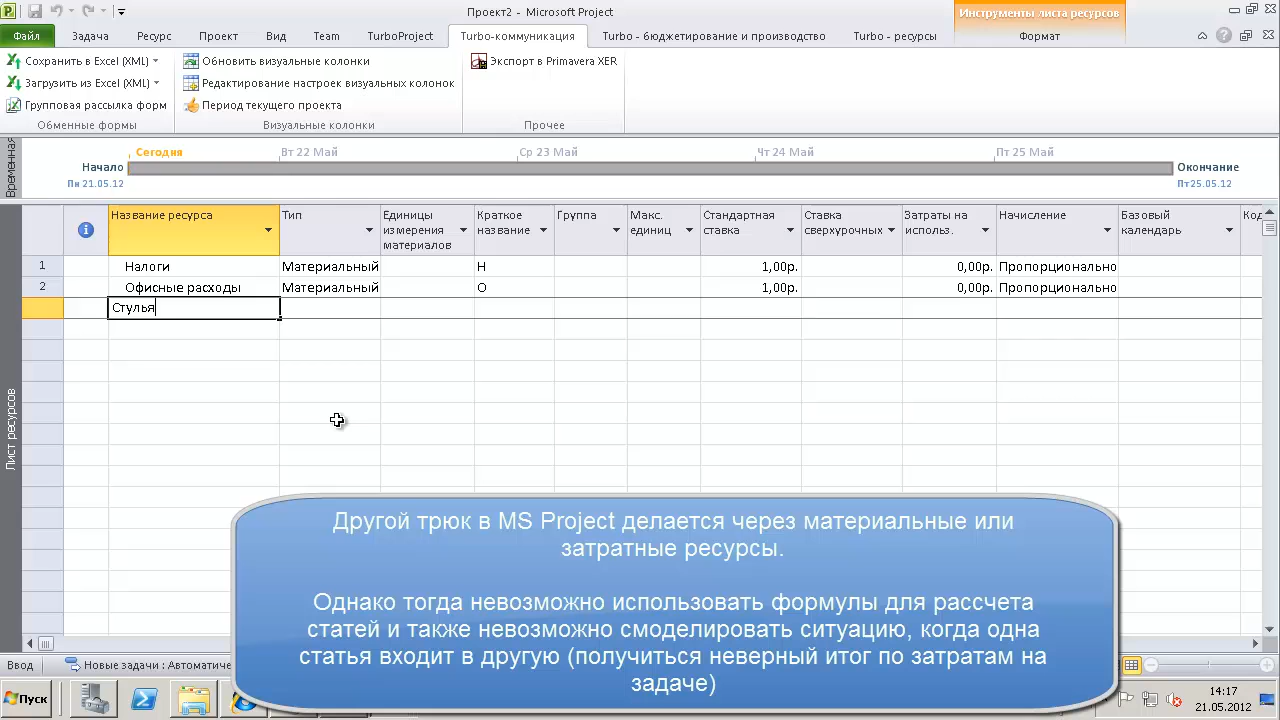 Проект2 - Microsoft Project
Инструменты листа ресурсов
Файл Задача Ресурс Проект Вид Team TurboProject Turbo-коммуникация Turbo - бюджетирование и производство Turbo - ресурсы Формат
Сохранить в Excel (XML) Обновить визуальные колонки Экспорт в Primavera XER
Загрузить из Excel (XML) Редактирование настроек визуальных колонок
Групповая рассылка форм Период текущего проекта
Обменные формы Визуальные колонки Прочее
Временная
Сегодня Вт 22 Май Ср 23 Май Чт 24 Май Пт 25 Май
Начало Окончание
Пн 21.05.12 Пт25.05.12
Название ресурса Тип Единицы измерения материалов Краткое название Группа Макс. единиц Стандартная ставка Ставка сверхурочных Затраты на использ. Начисление Базовый календарь Код
1 Налоги Материальный Н 1,00р. 0,00р. Пропорционально
2 Офисные расходы Материальный О 1,00р. 0,00р. Пропорционально
Стулья
Лист ресурсов
Другой трюк в MS Project делается через материальные или
затратные ресурсы.
Однако тогда невозможно использовать формулы для рассчета
статей и также невозможно смоделировать ситуацию, когда одна
статья входит в другую (получиться неверный итог по затратам на
задаче)
Ввод Новые задачи : Автоматиче
Пуск 14:17
21.05.2012